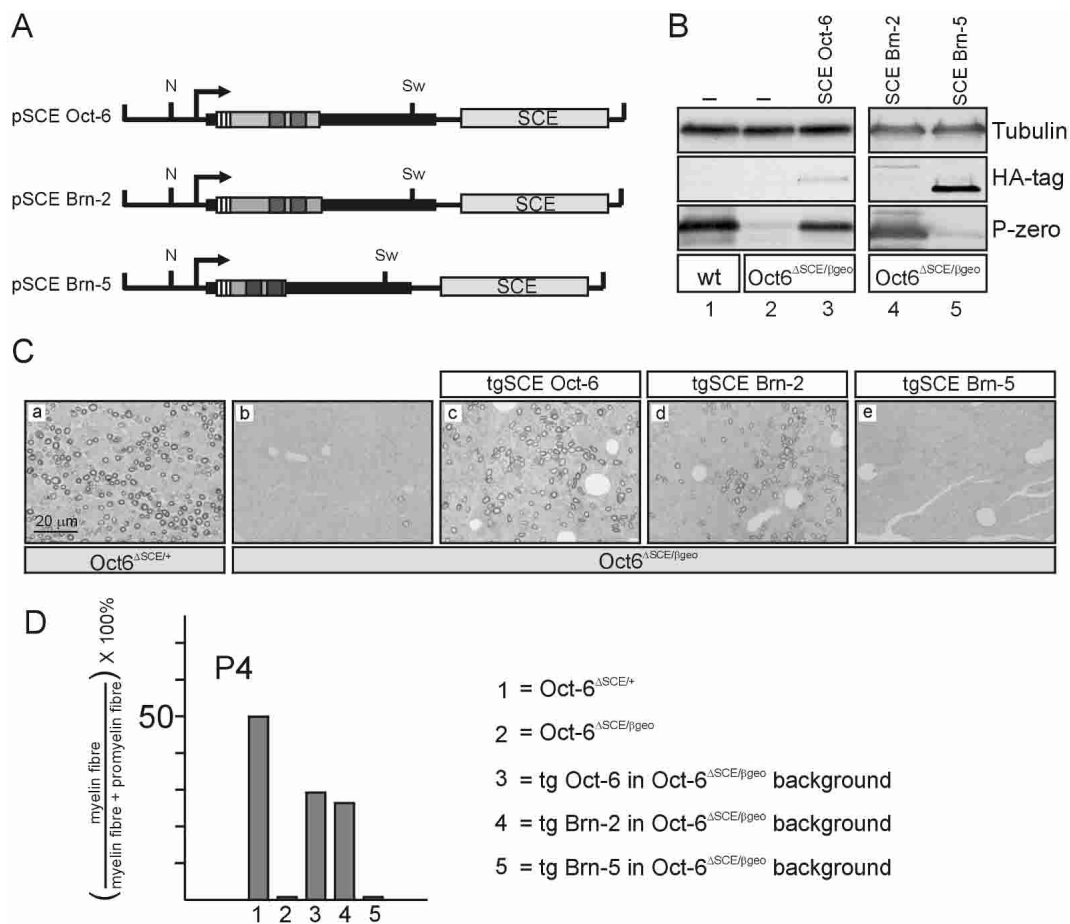 A
N
Sw
pSCE Oct-6
SCE
N
Sw
pSCE Brn-2
SCE
N
Sw
pSCE Brn-5
SCE
B
–
–
SCE Oct-6
SCE Brn-2
SCE Brn-5
Tubulin
HA-tag
P-zero
wt
Oct6ΔSCE/βgeo
Oct6ΔSCE/βgeo
1 2 3 4 5
C
tgSCE Oct-6
tgSCE Brn-2
tgSCE Brn-5
a
b
c
d
e
20 μm
Oct6ΔSCE/+
Oct6ΔSCE/βgeo
D
P4
50
( myelin fibre
myelin fibre + promyelin fibre ) X 100%
1 2 3 4 5
1 = Oct-6ΔSCE/+
2 = Oct-6ΔSCE/βgeo
3 = tg Oct-6 in Oct-6ΔSCE/βgeo background
4 = tg Brn-2 in Oct-6ΔSCE/βgeo background
5 = tg Brn-5 in Oct-6ΔSCE/βgeo background